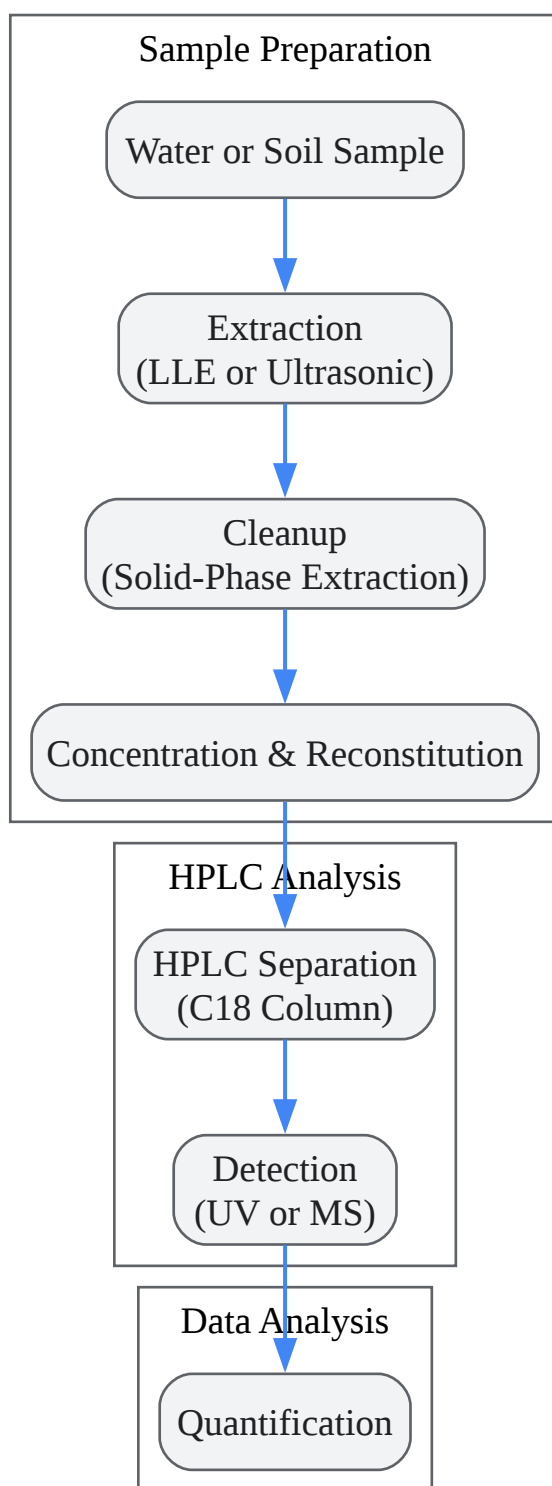 Sample Preparation
Water or Soil Sample
Extraction
(LLE or Ultrasonic)
Cleanup
(Solid-Phase Extraction)
Concentration & Reconstitution
HPLC Analysis
HPLC Separation
(C18 Column)
Detection
(UV or MS)
Data Analysis
Quantification